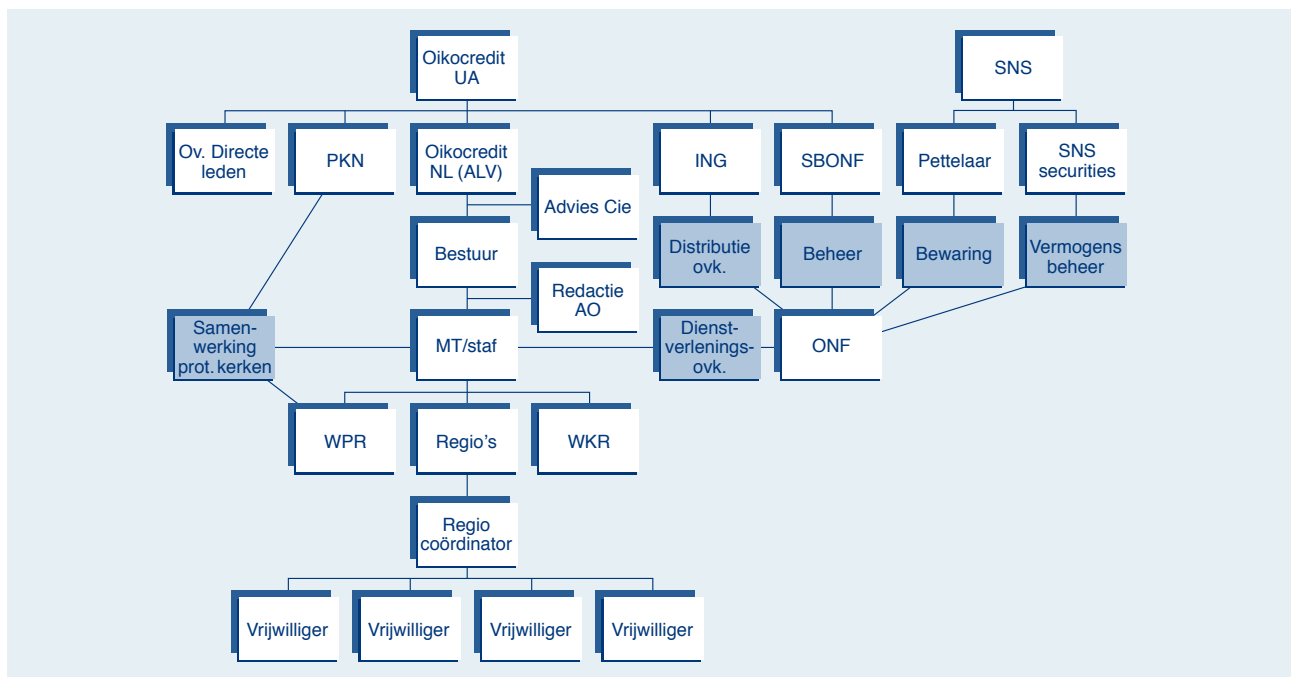 Oikocredit
UA
SNS
Ov. Directe
leden
PKN
Oikocredit
NL (ALV)
ING
SBONF
Pettelaar
SNS
securities
Advies Cie
Bestuur
Distributie
ovk.
Beheer
Bewaring
Vermogens
beheer
Redactie
AO
Samen-
werking
prot. kerken
MT/staf
Dienst-
verlenings-
ovk.
ONF
WPR
Regio's
WKR
Regio
coördinator
Vrijwilliger
Vrijwilliger
Vrijwilliger
Vrijwilliger